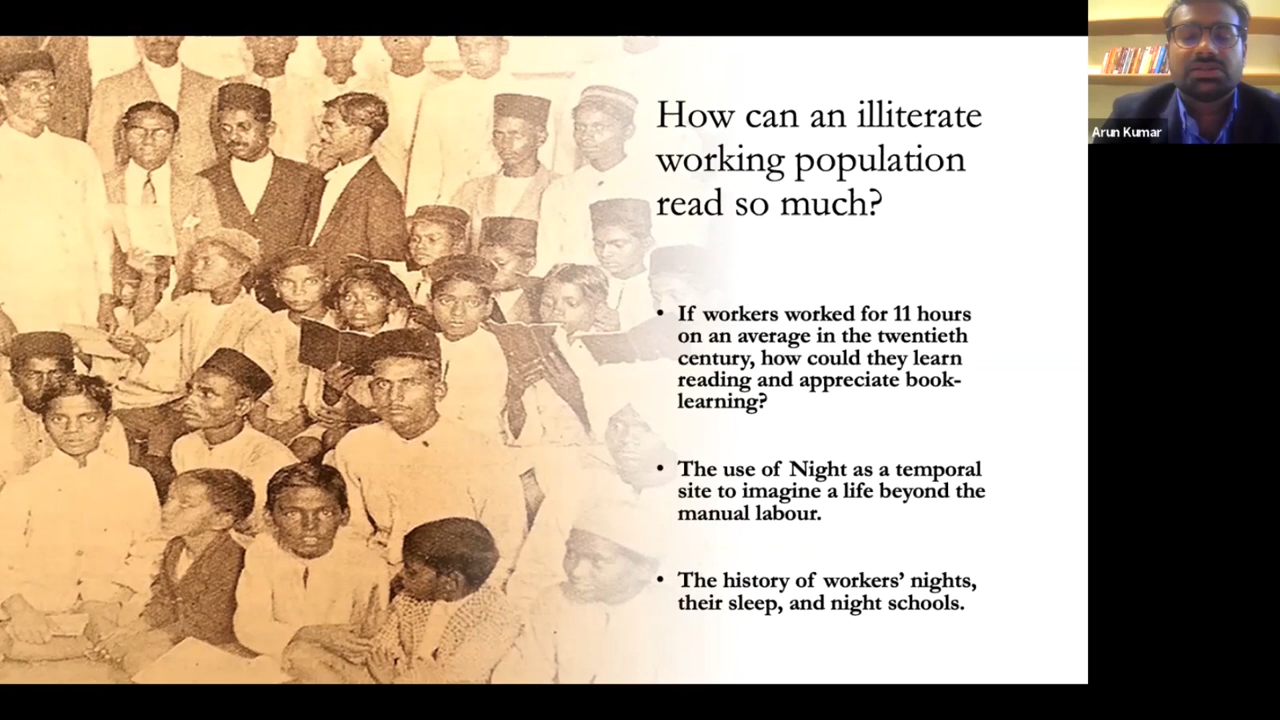 How can an illiterate
working population
read so much?
• If workers worked for 11 hours
on an average in the twentieth
century, how could they learn
reading and appreciate book-
learning?
• The use of Night as a temporal
site to imagine a life beyond the
manual labour.
• The history of workers’ nights,
their sleep, and night schools.
Arun Kumar